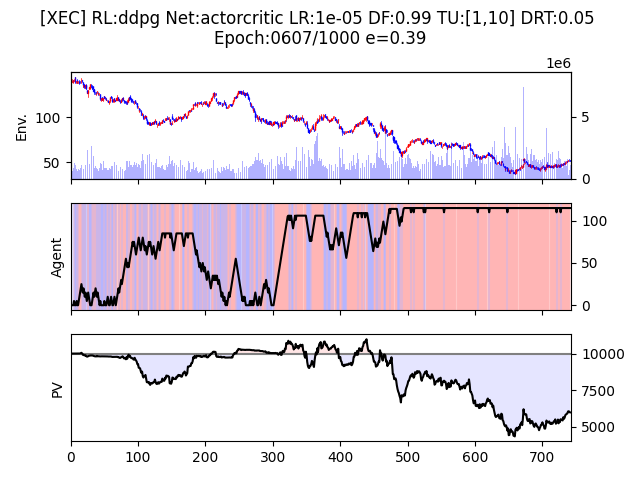 [XEC] RL:ddpg Net:actorcritic LR:1e-05 DF:0.99 TU:[1,10] DRT:0.05
Epoch:0607/1000 e=0.39
1e6
Env.
100
50
5
0
Agent
100
50
0
PV
10000
7500
5000
0 100 200 300 400 500 600 700